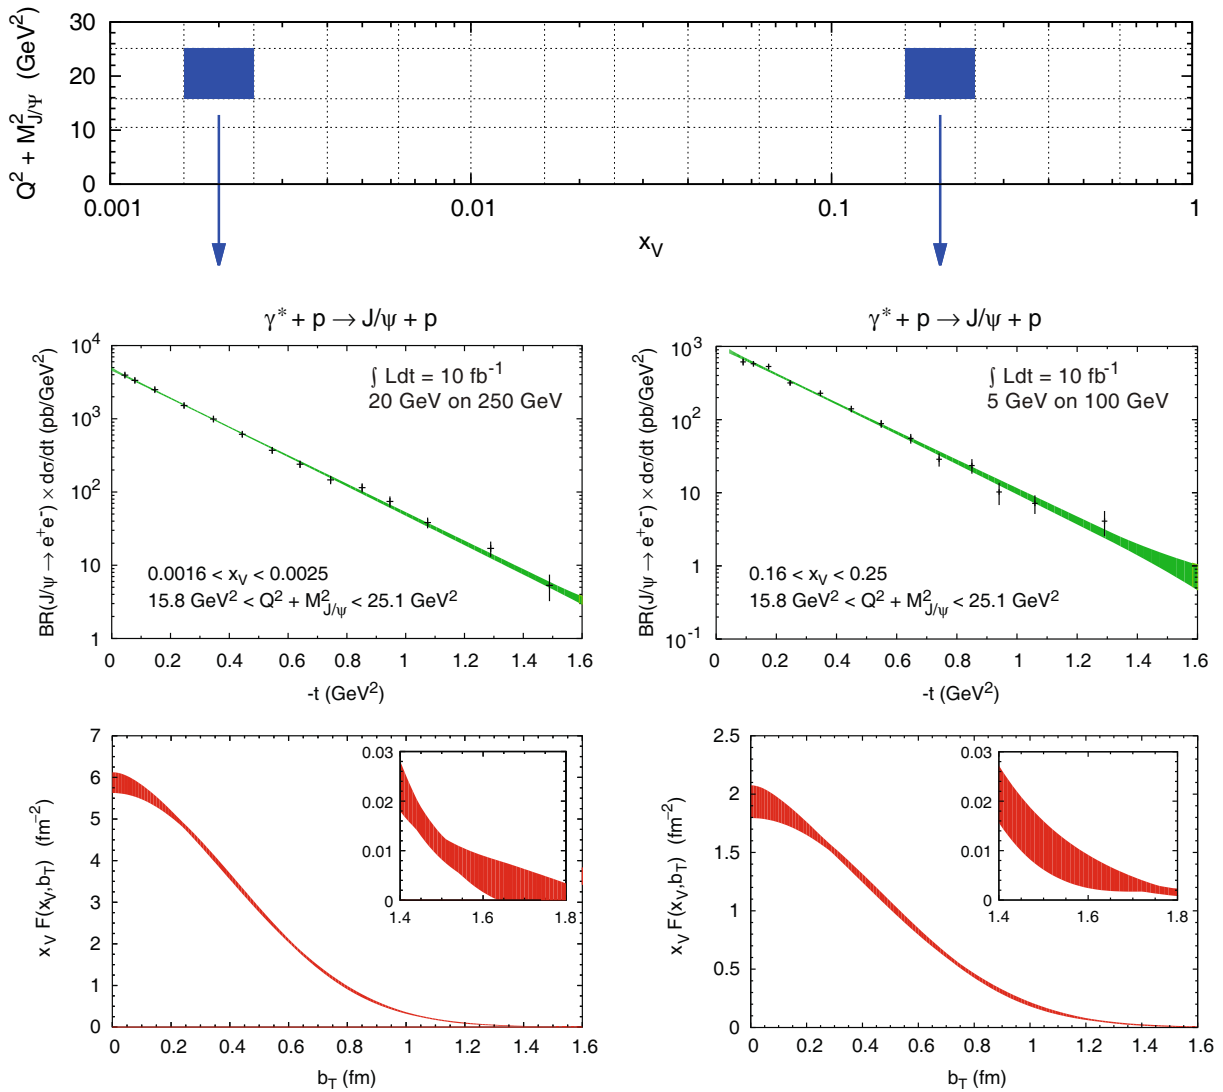 30
20
10
0
Q² + M²J/Ψ (GeV²)
0.001 0.01 0.1 1
xV
γ* + p → J/ψ + p
10⁴
10³
10²
10
1
BR(J/ψ → e⁺e⁻) × dσ/dt (pb/GeV²)
∫ Ldt = 10 fb⁻¹
20 GeV on 250 GeV
0.0016 < xV < 0.0025
15.8 GeV² < Q² + M²J/ψ < 25.1 GeV²
0 0.2 0.4 0.6 0.8 1 1.2 1.4 1.6
-t (GeV²)
γ* + p → J/ψ + p
10³
10²
10
1
10⁻¹
BR(J/ψ → e⁺e⁻) × dσ/dt (pb/GeV²)
∫ Ldt = 10 fb⁻¹
5 GeV on 100 GeV
0.16 < xV < 0.25
15.8 GeV² < Q² + M²J/ψ < 25.1 GeV²
0 0.2 0.4 0.6 0.8 1 1.2 1.4 1.6
-t (GeV²)
7
6
5
4
3
2
1
0
xV F(xV,bT) (fm⁻²)
0.03
0.02
0.01
0
1.4 1.6 1.8
0 0.2 0.4 0.6 0.8 1 1.2 1.4 1.6
bT (fm)
2.5
2
1.5
1
0.5
0
xV F(xV,bT) (fm⁻²)
0.03
0.02
0.01
0
1.4 1.6 1.8
0 0.2 0.4 0.6 0.8 1 1.2 1.4 1.6
bT (fm)